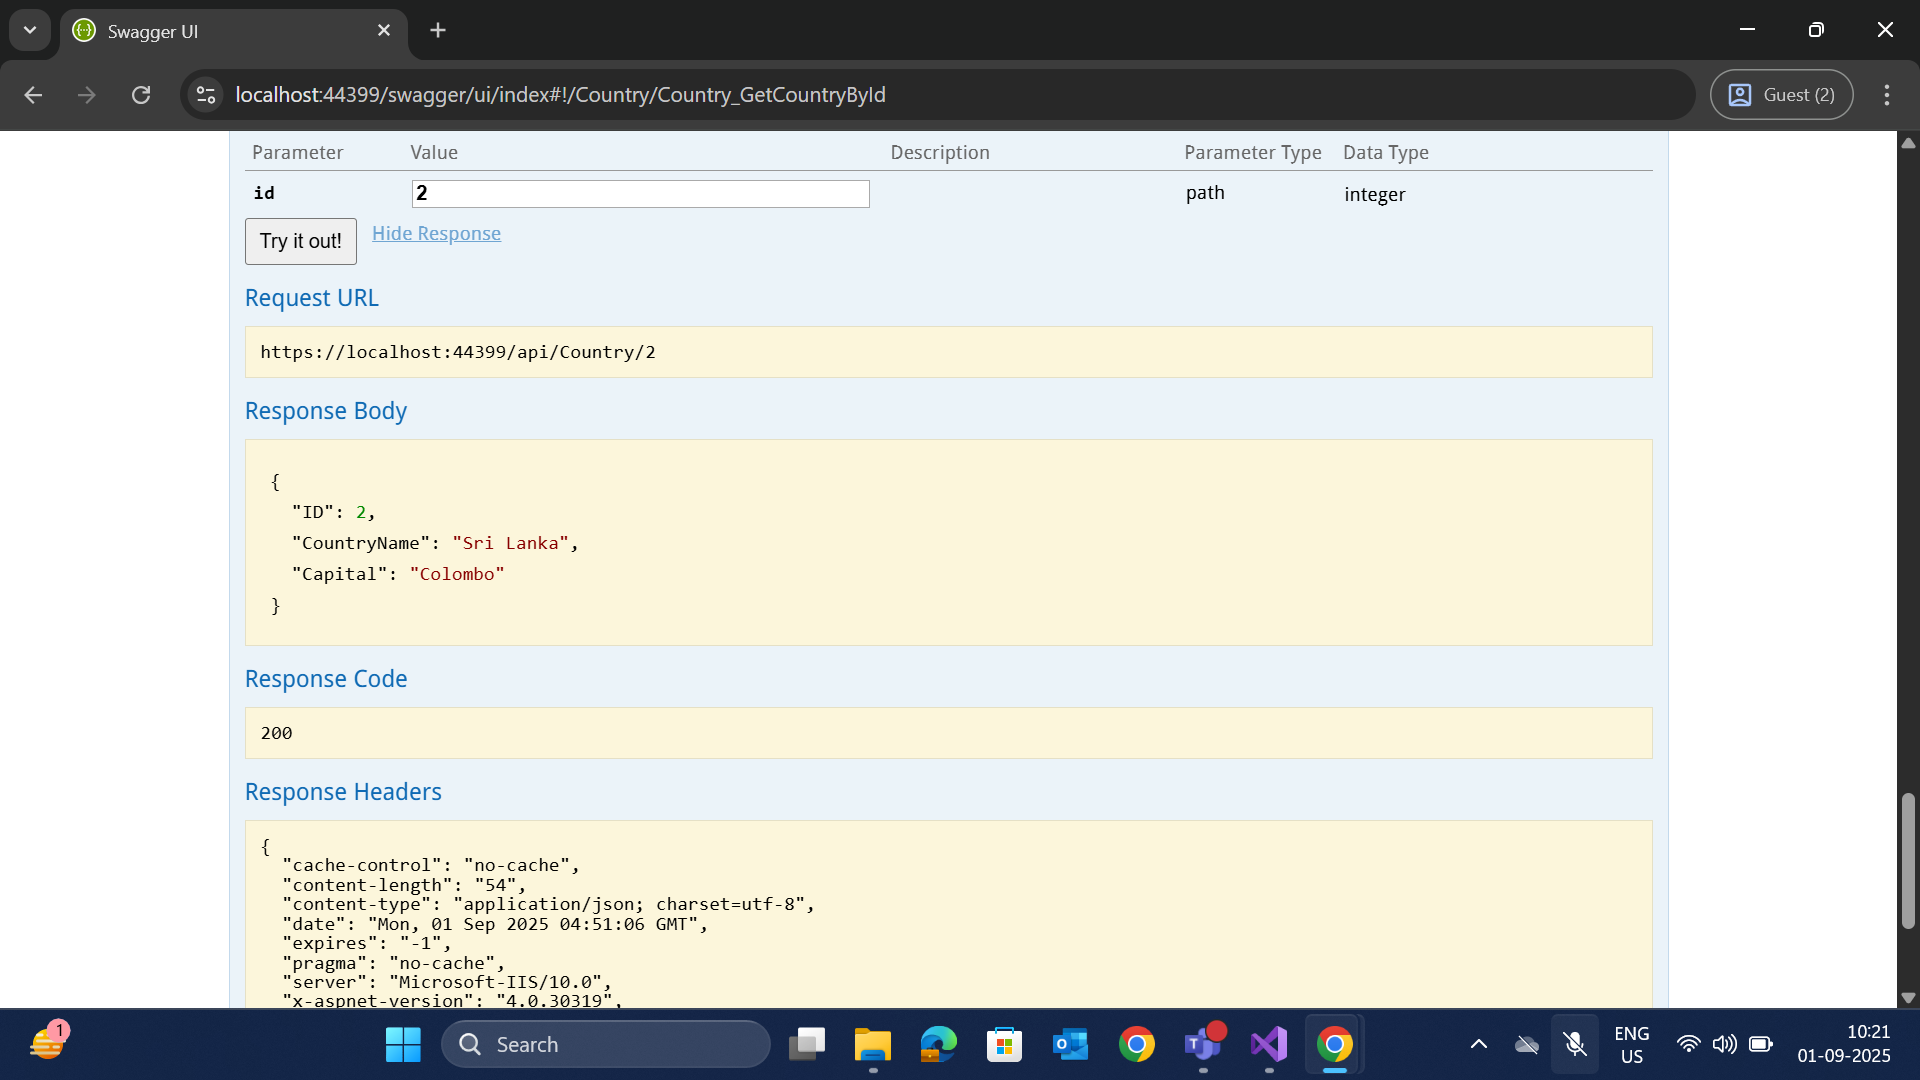 Swagger UI
localhost:44399/swagger/ui/index#!/Country/Country_GetCountryById
Guest (2)
Parameter Value Description Parameter Type Data Type
id 2 path integer
Try it out! Hide Response
Request URL
https://localhost:44399/api/Country/2
Response Body
{
"ID": 2,
"CountryName": "Sri Lanka",
"Capital": "Colombo"
}
Response Code
200
Response Headers
{
"cache-control": "no-cache",
"content-length": "54",
"content-type": "application/json; charset=utf-8",
"date": "Mon, 01 Sep 2025 04:51:06 GMT",
"expires": "-1",
"pragma": "no-cache",
"server": "Microsoft-IIS/10.0",
"x-aspnet-version": "4.0.30319",
1
Search
ENG
US
10:21
01-09-2025